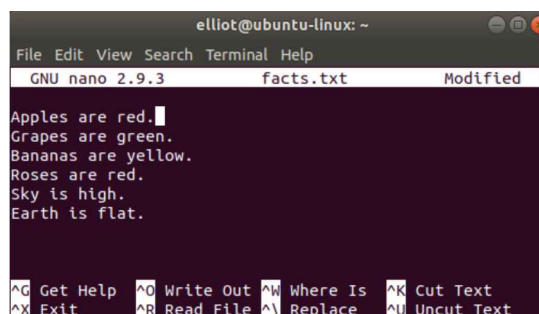 elliot@ubuntu-linux: ~
File Edit View Search Terminal Help
GNU nano 2.9.3 facts.txt Modified
Apples are red.
Grapes are green.
Bananas are yellow.
Roses are red.
Sky is high.
Earth is flat.
^G Get Help ^O Write Out ^W Where Is ^K Cut Text
^X Exit ^R Read File ^\ Replace ^U Uncut Text